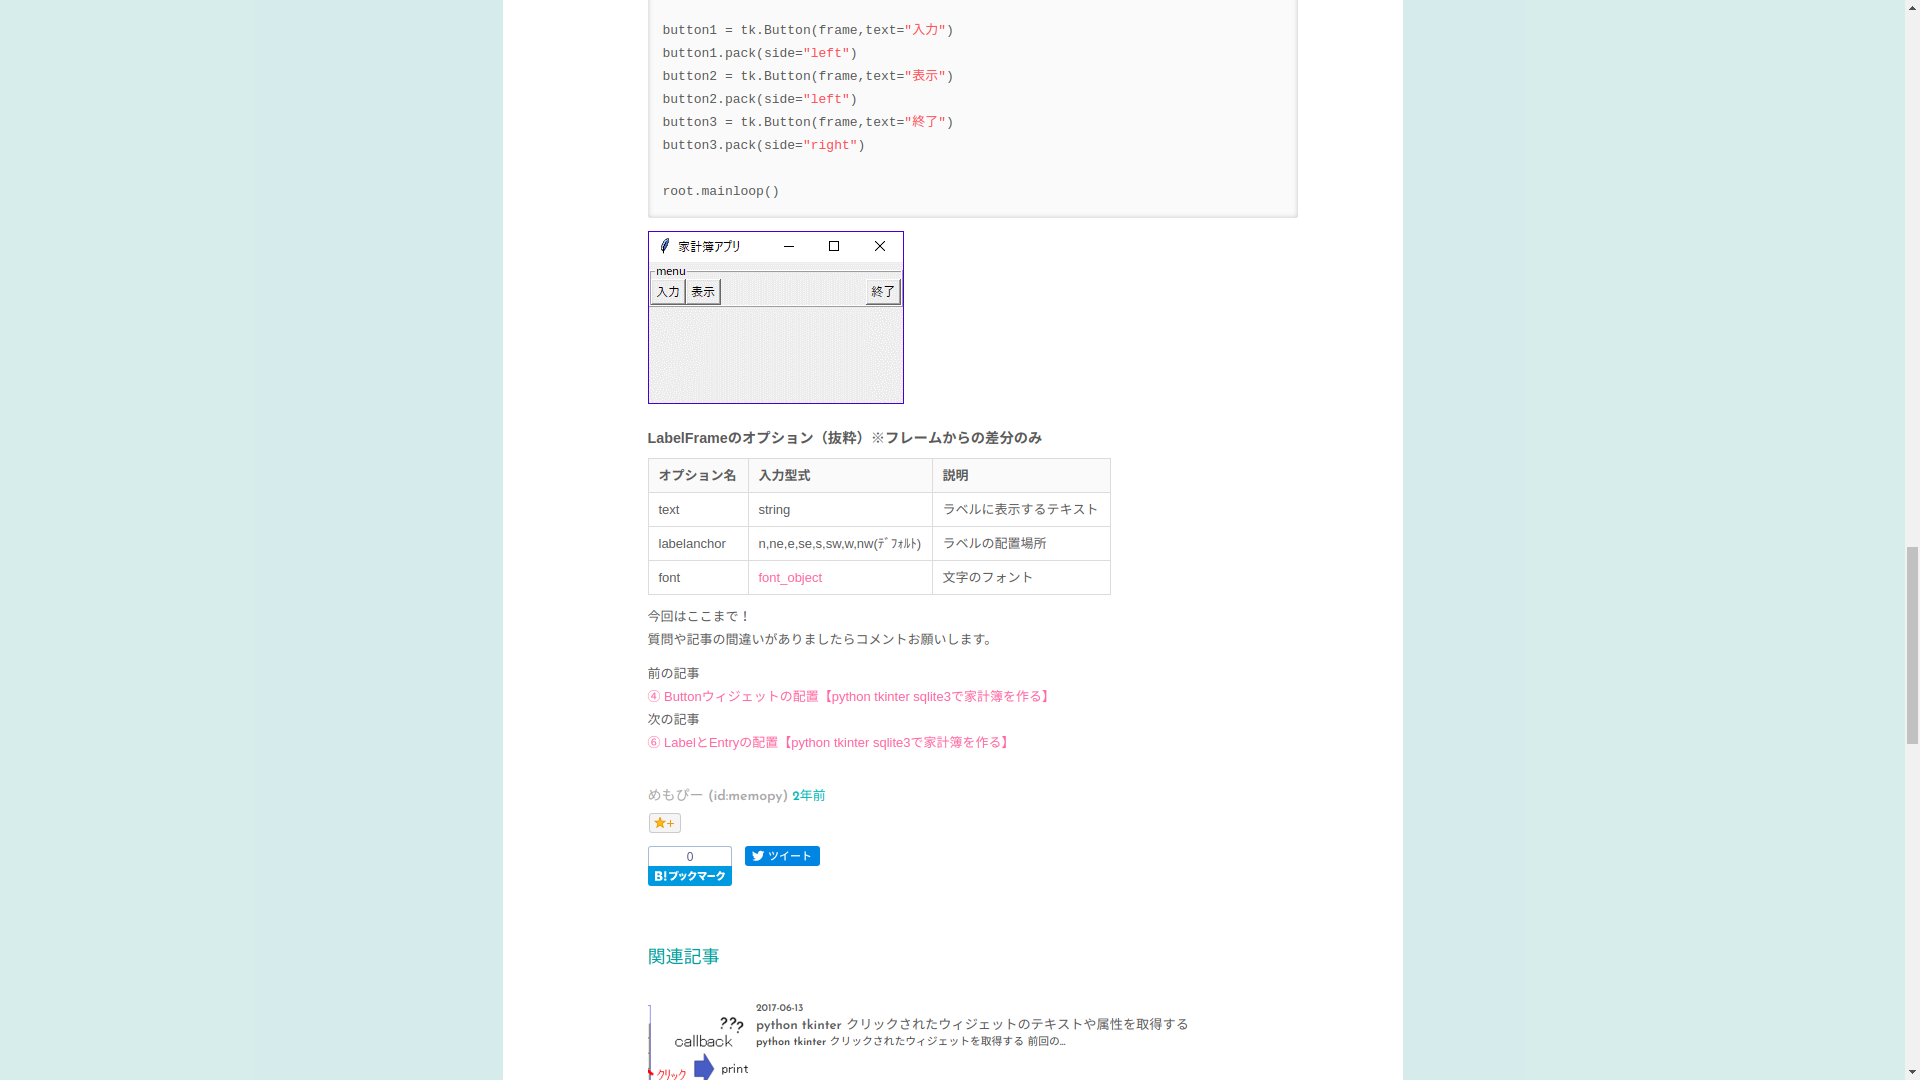 button1 = tk.Button(frame,text="入力")
button1.pack(side="left")
button2 = tk.Button(frame,text="表示")
button2.pack(side="left")
button3 = tk.Button(frame,text="終了")
button3.pack(side="right")
root.mainloop()
家計簿アプリ
menu
入力 表示 終了
LabelFrameのオプション（抜粋）※フレームからの差分のみ
オプション名 入力型式 説明
text string ラベルに表示するテキスト
labelanchor n,ne,e,se,s,sw,w,nw(ﾃﾞﾌｫﾙﾄ) ラベルの配置場所
font font_object 文字のフォント
今回はここまで！
質問や記事の間違いがありましたらコメントお願いします。
前の記事
④ Buttonウィジェットの配置【python tkinter sqlite3で家計簿を作る】
次の記事
⑥ LabelとEntryの配置【python tkinter sqlite3で家計簿を作る】
めもぴー (id:memopy) 2年前
+
0
B!ブックマーク
ツイート
関連記事
2017-06-13
python tkinter クリックされたウィジェットのテキストや属性を取得する
python tkinter クリックされたウィジェットを取得する 前回の…
???
callback
クリック
print